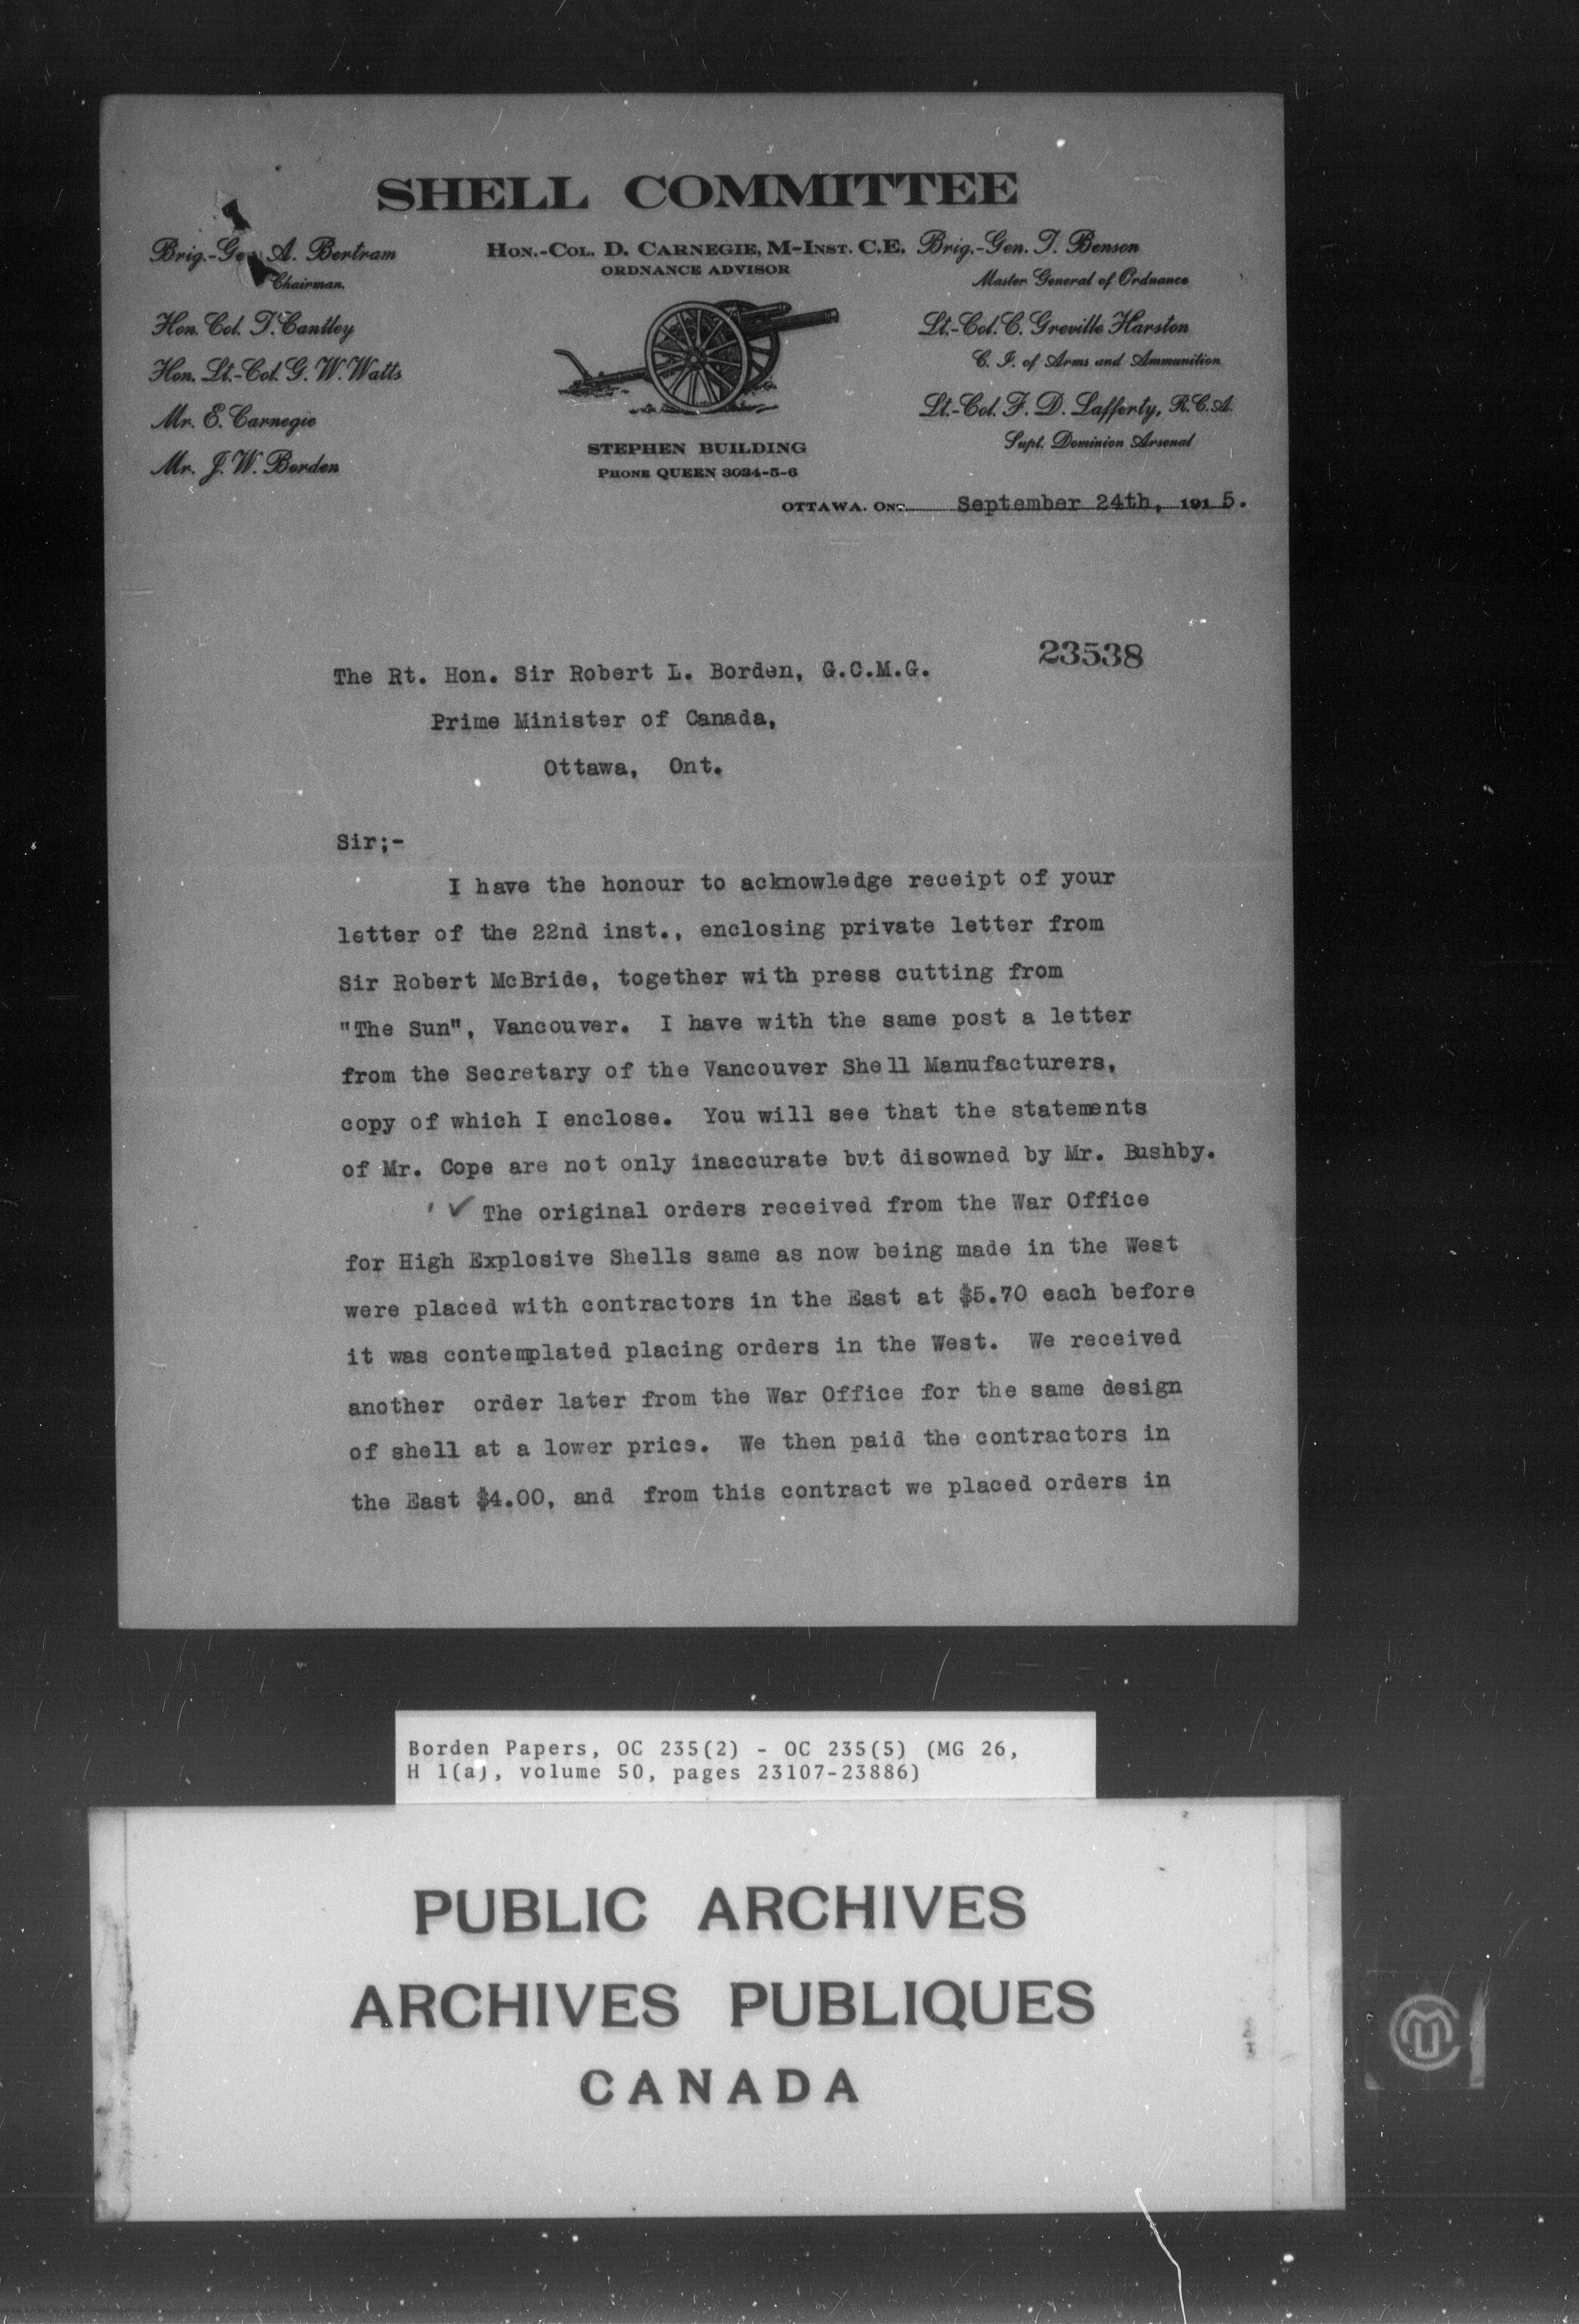 SHELL COMMITTEE
Brig.-Gen. A. Bertram
Chairman.
Hon. Col. T. Cantley
Hon. Lt.-Col. G. W. Watts
Mr. E. Carnegie
Mr. J. W. Borden
HON.-COL. D. CARNEGIE, M-INST. C.E.
ORDNANCE ADVISOR
STEPHEN BUILDING
PHONE QUEEN 3034-5-6
Brig.-Gen. T. Benson
Master General of Ordnance
Lt.-Col. C. Greville Harston
C. I. of Arms and Ammunition
Lt.-Col. F. D. Lafferty, R.C.A.
Supt. Dominion Arsenal
OTTAWA. ONT. September 24th, 1915.
23538
The Rt. Hon. Sir Robert L. Borden, G.C.M.G.
Prime Minister of Canada,
Ottawa, Ont.
Sir;-
I have the honour to acknowledge receipt of your
letter of the 22nd inst., enclosing private letter from
Sir Robert McBride, together with press cutting from
"The Sun", Vancouver. I have with the same post a letter
from the Secretary of the Vancouver Shell Manufacturers,
copy of which I enclose. You will see that the statements
of Mr. Cope are not only inaccurate but disowned by Mr. Bushby.
✓ The original orders received from the War Office
for High Explosive Shells same as now being made in the West
were placed with contractors in the East at $5.70 each before
it was contemplated placing orders in the West. We received
another order later from the War Office for the same design
of shell at a lower price. We then paid the contractors in
the East $4.00, and from this contract we placed orders in
Borden Papers, OC 235(2) - OC 235(5) (MG 26,
H 1(a), volume 50, pages 23107-23886)
PUBLIC ARCHIVES
ARCHIVES PUBLIQUES
CANADA